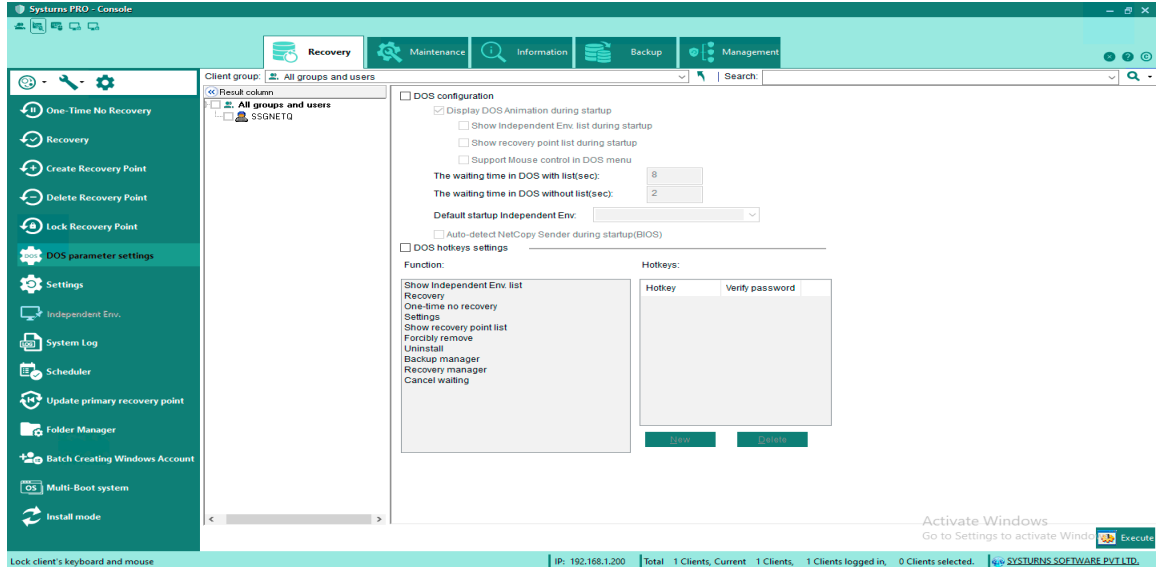 Systurns PRO - Console
Recovery
Maintenance
Information
Backup
Management
Client group: All groups and users
Search:
One-Time No Recovery
Recovery
Create Recovery Point
Delete Recovery Point
Lock Recovery Point
DOS DOS parameter settings
Settings
Independent Env.
LOG System Log
Scheduler
Update primary recovery point
Folder Manager
Batch Creating Windows Account
OS Multi-Boot system
Install mode
Result column
All groups and users
SSGNETQ
DOS configuration
Display DOS Animation during startup
Show Independent Env. list during startup
Show recovery point list during startup
Support Mouse control in DOS menu
The waiting time in DOS with list(sec): 8
The waiting time in DOS without list(sec): 2
Default startup Independent Env:
Auto-detect NetCopy Sender during startup(BIOS)
DOS hotkeys settings
Function:
Show Independent Env. list
Recovery
One-time no recovery
Settings
Show recovery point list
Forcibly remove
Uninstall
Backup manager
Recovery manager
Cancel waiting
Hotkeys:
Hotkey Verify password
New Delete
Activate Windows
Go to Settings to activate Windo
Execute
Lock client's keyboard and mouse
IP: 192.168.1.200 Total 1 Clients, Current 1 Clients, 1 Clients logged in, 0 Clients selected. SYSTURNS SOFTWARE PVT LTD.